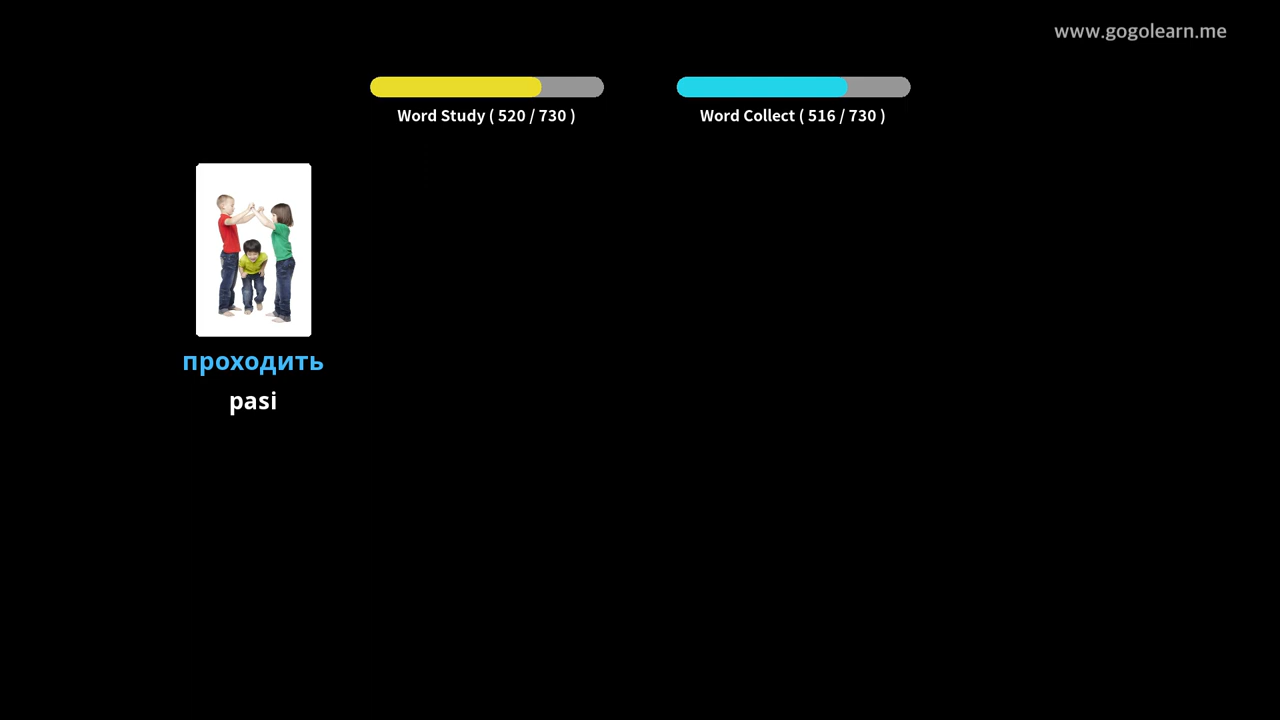 www.gogolearn.me
Word Study ( 520 / 730 )
Word Collect ( 516 / 730 )
проходить
pasi